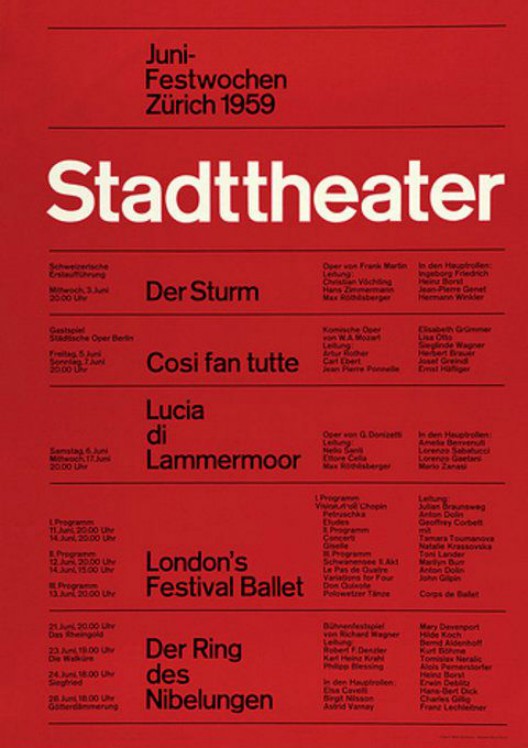 Juni-
Festwochen
Zürich 1959
Stadttheater
Schweizerische
Erstaufführung
Mittwoch, 3. Juni
20.00 Uhr
Der Sturm
Oper von Frank Martin
Leitung:
Christian Vöchting
Hans Zimmermann
Max Röthlisberger
In den Hauptrollen:
Ingeborg Friedrich
Heinz Borst
Jean-Pierre Genet
Hermann Winkler
Gastspiel
Städtische Oper Berlin
Freitag, 5. Juni
Sonntag, 7. Juni
20.00 Uhr
Cosi fan tutte
Komische Oper
von W. A. Mozart
Leitung:
Artur Rother
Carl Ebert
Jean Pierre Ponnelle
Elisabeth Grümmer
Lisa Otto
Sieglinde Wagner
Herbert Brauer
Josef Greindl
Ernst Häfliger
Samstag, 6. Juni
Mittwoch, 17. Juni
20.00 Uhr
Lucia
di
Lammermoor
Oper von G. Donizetti
Leitung:
Nello Santi
Ettore Cella
Max Röthlisberger
In den Hauptrollen:
Amelia Benvenuti
Lorenzo Sabatucci
Lorenzo Gaetani
Mario Zanasi
I. Programm
11. Juni, 20.00 Uhr
14. Juni, 20.00 Uhr
II. Programm
12. Juni, 20.00 Uhr
14. Juni, 15.00 Uhr
III. Programm
13. Juni, 20.00 Uhr
London's
Festival Ballet
I. Programm
Chopin
Petruschka
Etudes
II. Programm
Concerti
Giselle
III. Programm
Schwanensee II. Akt
Le Pas de Quatre
Variations for Four
Don Quixote
Polowetzer Tänze
Leitung:
Julian Braunsweg
Anton Dolin
Geoffrey Corbett
mit
Tamara Toumanova
Natalie Krassovska
Toni Lander
Marilyn Burr
Anton Dolin
John Gilpin
Corps de Ballet
21. Juni, 20.00 Uhr
Das Rheingold
23. Juni, 19.00 Uhr
Die Walküre
24. Juni, 18.00 Uhr
Siegfried
28. Juni, 18.00 Uhr
Götterdämmerung
Der Ring
des
Nibelungen
Bühnenfestspiel
von Richard Wagner
Leitung:
Robert F. Denzler
Karl Heinz Krahl
Philipp Blessing
In den Hauptrollen:
Elsa Cavelti
Birgit Nilsson
Astrid Varnay
Mary Davenport
Hilde Koch
Bernd Aldenhoff
Kurt Böhme
Tomislav Neralic
Alois Pernerstorfer
Heinz Borst
Erwin Deblitz
Hans-Bert Dick
Charles Gillig
Franz Lechleitner